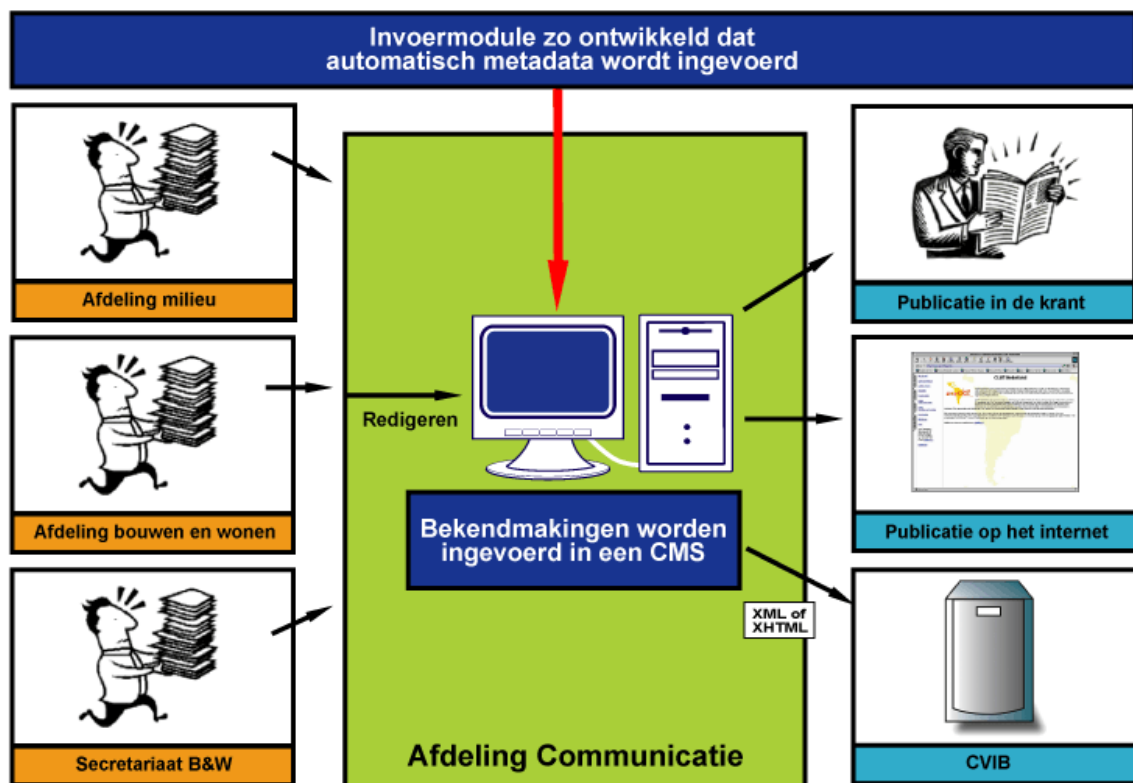 Invoermodule zo ontwikkeld dat
automatisch metadata wordt ingevoerd
Afdeling milieu
Afdeling bouwen en wonen
Secretariaat B&W
Redigeren
Bekendmakingen worden
ingevoerd in een CMS
XML of
XHTML
Afdeling Communicatie
Publicatie in de krant
Publicatie op het internet
CVIB